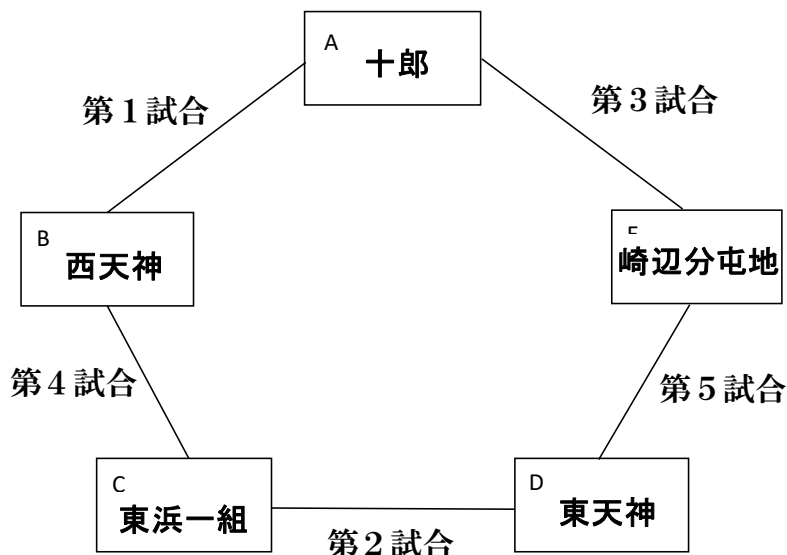 A
十郎
第1試合
第3試合
B
西天神
崎辺分屯地
第4試合
第5試合
C
東浜一組
D
東天神
第2試合